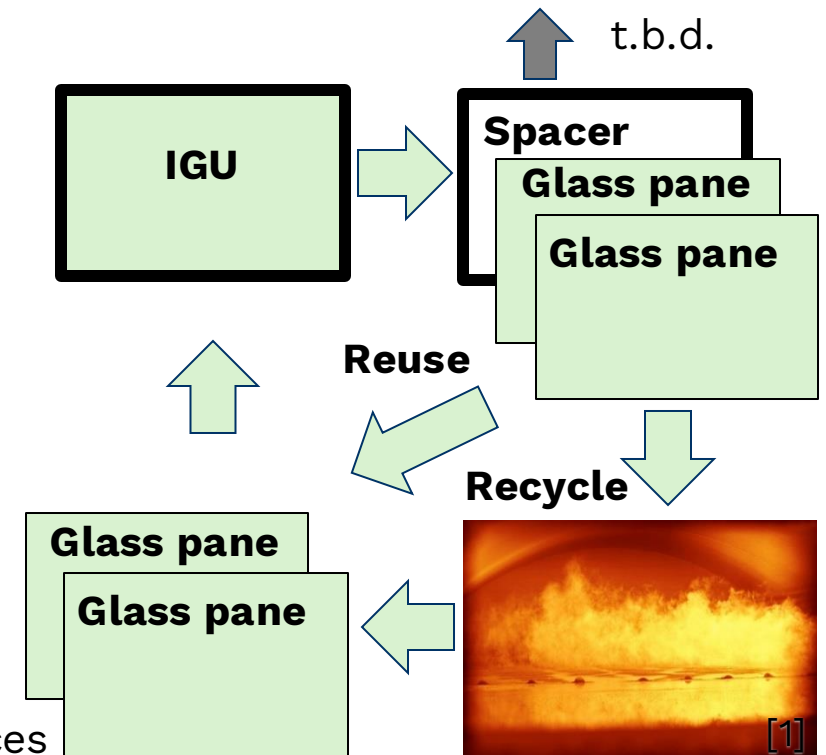 t.b.d.
IGU
Spacer
Glass pane
Glass pane
Reuse
Recycle
Glass pane
Glass pane
[1]